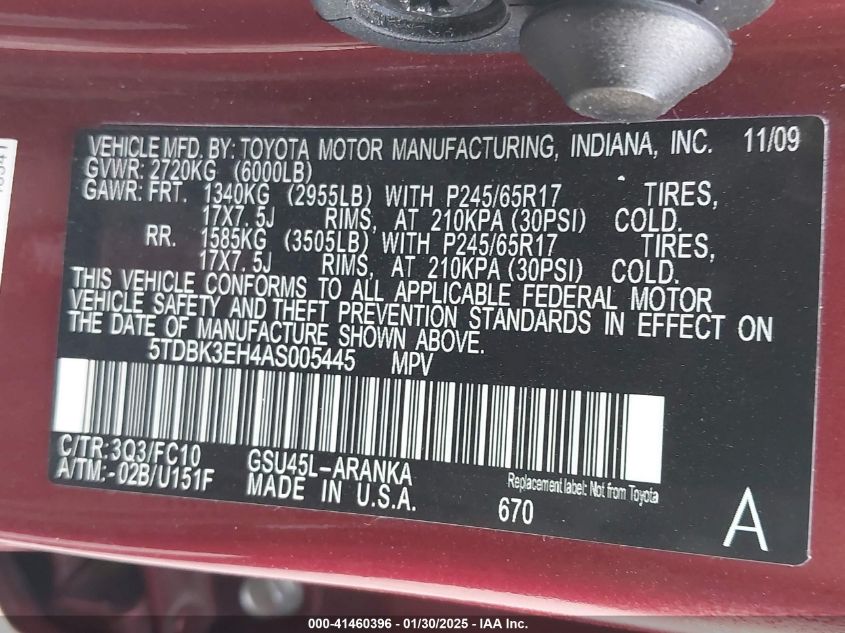 VEHICLE MFD. BY: TOYOTA MOTOR MANUFACTURING, INDIANA, INC. 11/09
GVWR: 2720KG (6000LB)
GAWR: FRT. 1340KG (2955LB) WITH P245/65R17 TIRES,
17X7.5J RIMS, AT 210KPA (30PSI) COLD.
RR. 1585KG (3505LB) WITH P245/65R17 TIRES,
17X7.5J RIMS, AT 210KPA (30PSI) COLD.
THIS VEHICLE CONFORMS TO ALL APPLICABLE FEDERAL MOTOR
VEHICLE SAFETY AND THEFT PREVENTION STANDARDS IN EFFECT ON
THE DATE OF MANUFACTURE SHOWN ABOVE.
5TDBK3EH4AS005445 MPV
C/TR: 3Q3/FC10 GSU45L-ARANKA
A/TM:-02B/U151F MADE IN U.S.A.
Replacement label: Not from Toyota
670
A
000-41460396 - 01/30/2025 - Copyright © IAA, Inc.